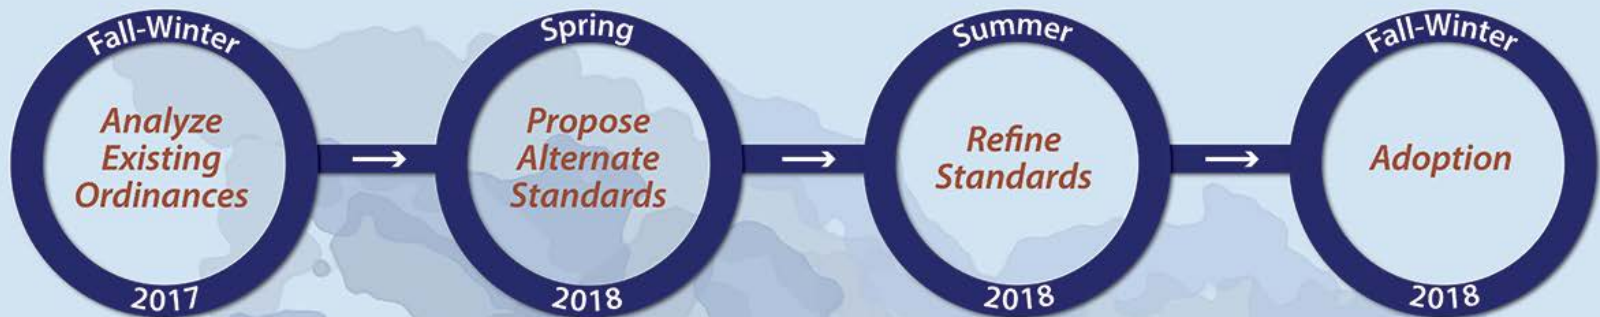 Fall-Winter
Analyze
Existing
Ordinances
2017
Spring
Propose
Alternate
Standards
2018
Summer
Refine
Standards
2018
Fall-Winter
Adoption
2018